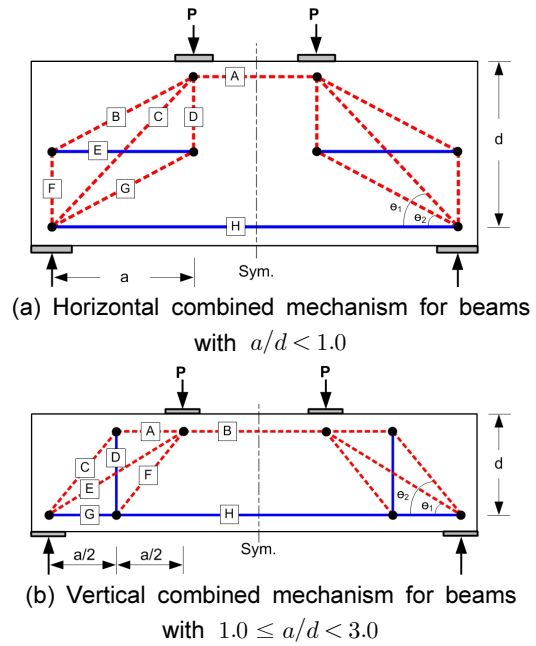 P P
A
B C D
E
d
F G
θ1
θ2
H
a
Sym.
(a) Horizontal combined mechanism for beams
with a/d < 1.0
P P
A B
C D
F
d
E
θ2
θ1
G H
a/2 a/2
Sym.
(b) Vertical combined mechanism for beams
with 1.0 ≤ a/d < 3.0